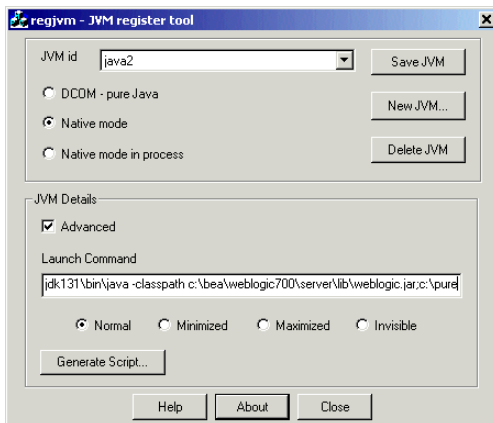 regjvm - JVM register tool
JVM id java2 Save JVM
DCOM - pure Java
New JVM...
Native mode
Native mode in process Delete JVM
JVM Details
Advanced
Launch Command
jdk131\bin\java -classpath c:\bea\weblogic700\server\lib\weblogic.jar;c:\pure
Normal Minimized Maximized Invisible
Generate Script...
Help About Close